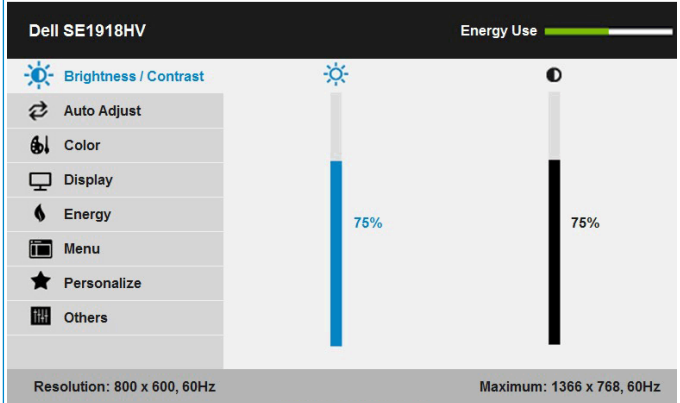 Dell SE1918HV
Energy Use
Brightness / Contrast
Auto Adjust
Color
Display
Energy
Menu
Personalize
Others
75%
75%
Resolution: 800 x 600, 60Hz
Maximum: 1366 x 768, 60Hz